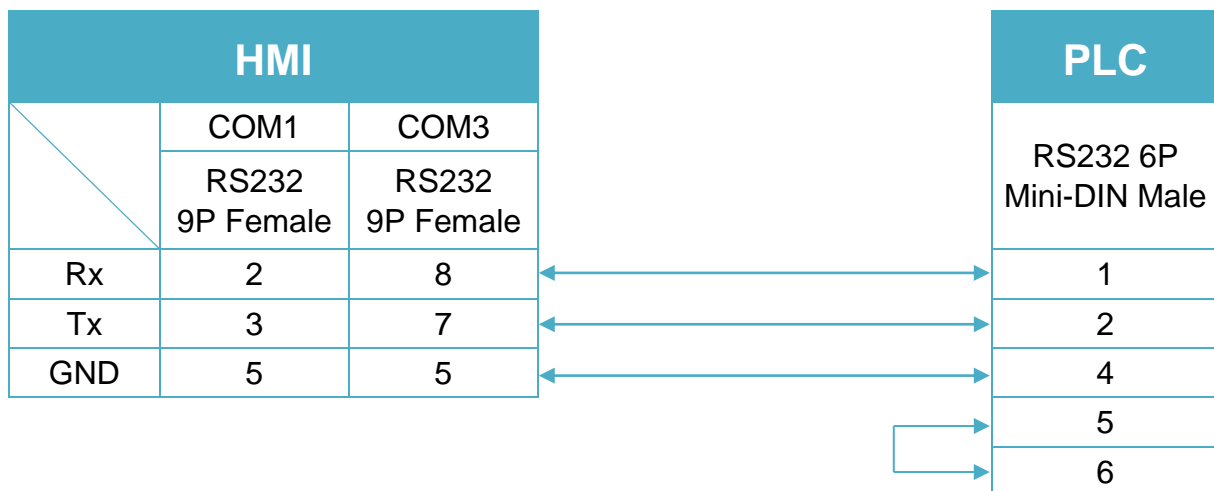 HMI PLC
COM1 COM3
RS232 6P
Mini-DIN Male
RS232 RS232
9P Female 9P Female
Rx 2 8 1
Tx 3 7 2
GND 5 5 4
5
6